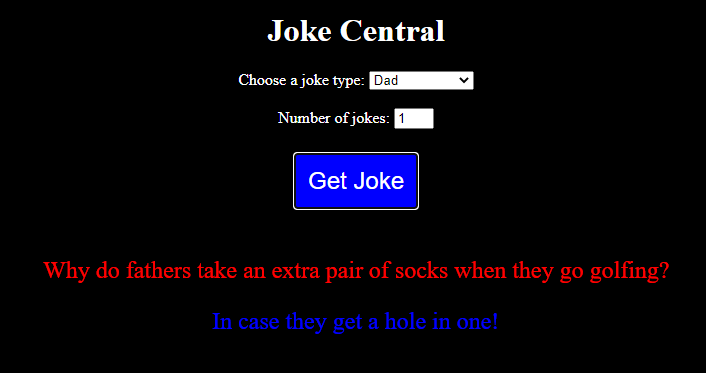 Joke Central
Choose a joke type: Dad
Number of jokes: 1
Get Joke
Why do fathers take an extra pair of socks when they go golfing?
In case they get a hole in one!